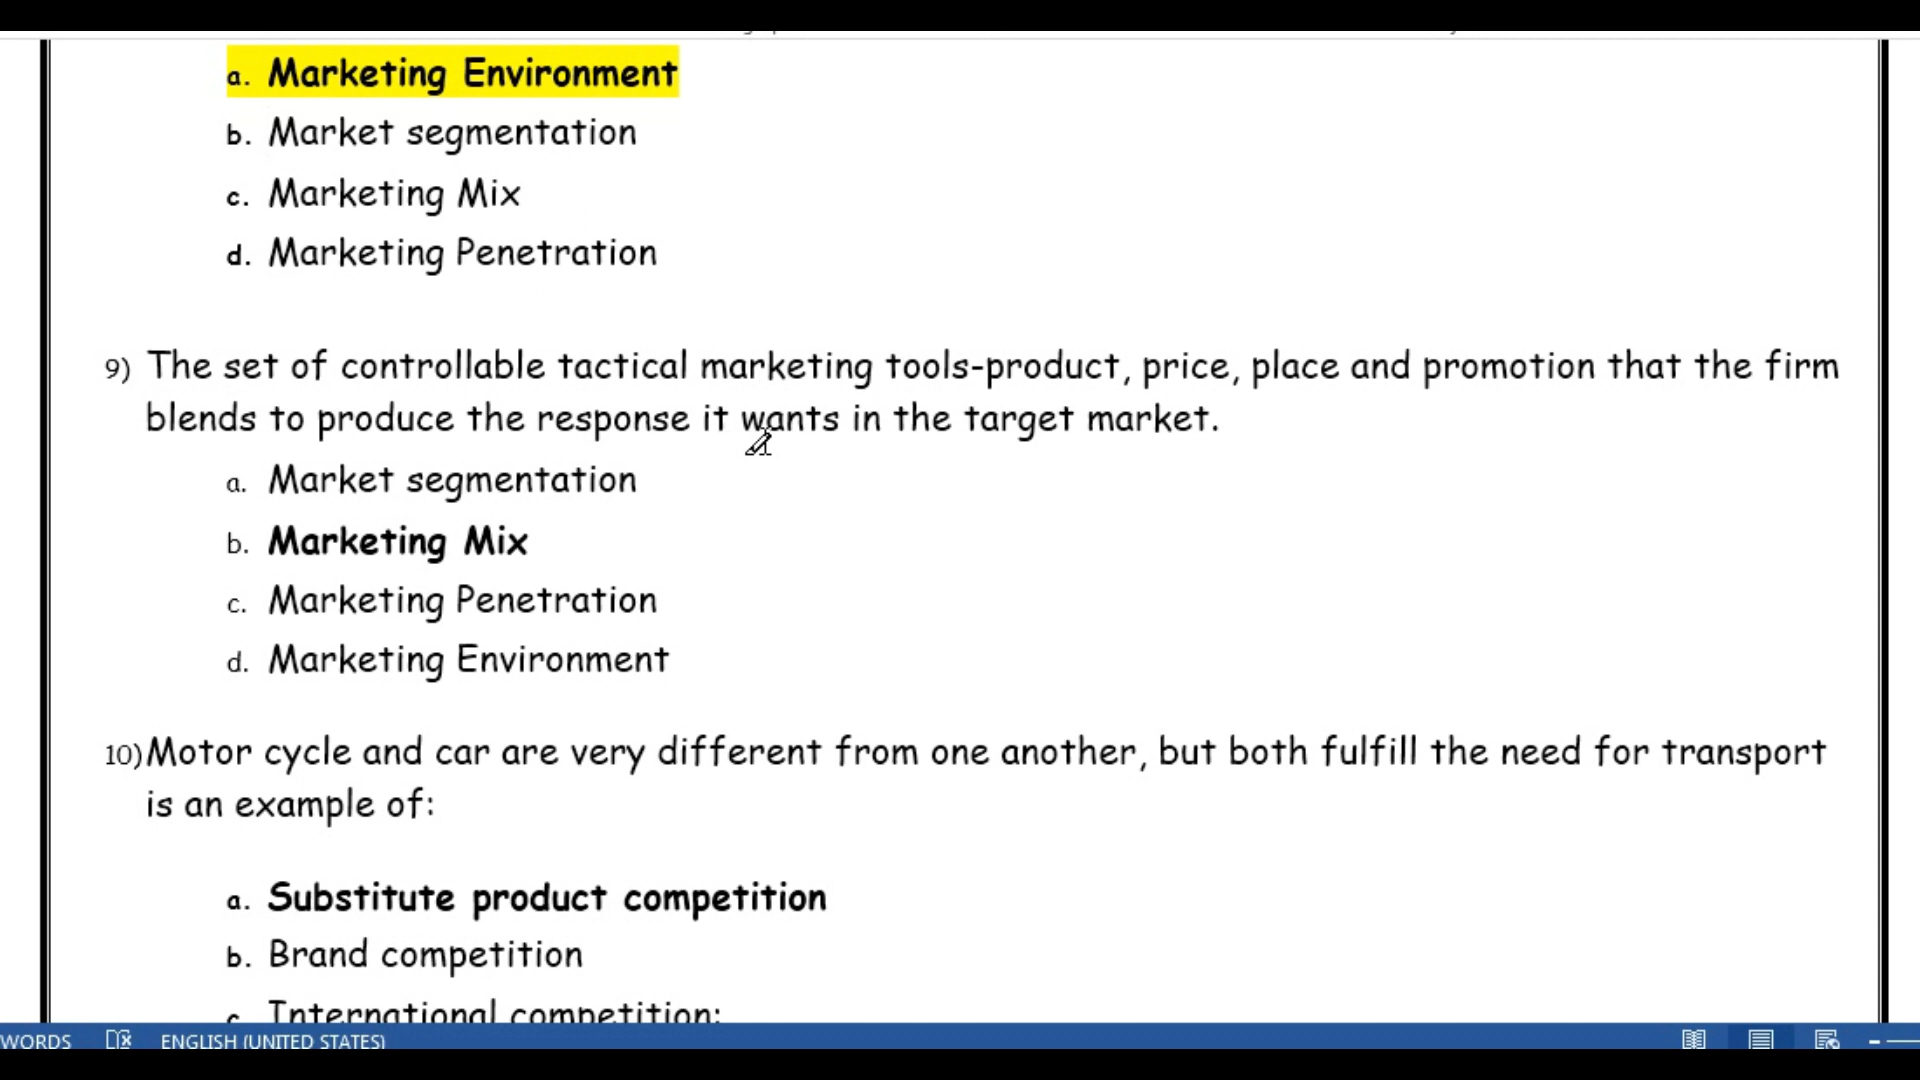 a. Marketing Environment
b. Market segmentation
c. Marketing Mix
d. Marketing Penetration
9) The set of controllable tactical marketing tools-product, price, place and promotion that the firm
blends to produce the response it wants in the target market.
a. Market segmentation
b. Marketing Mix
c. Marketing Penetration
d. Marketing Environment
10) Motor cycle and car are very different from one another, but both fulfill the need for transport
is an example of:
a. Substitute product competition
b. Brand competition
c. International competition:
WORDS ENGLISH (UNITED STATES)